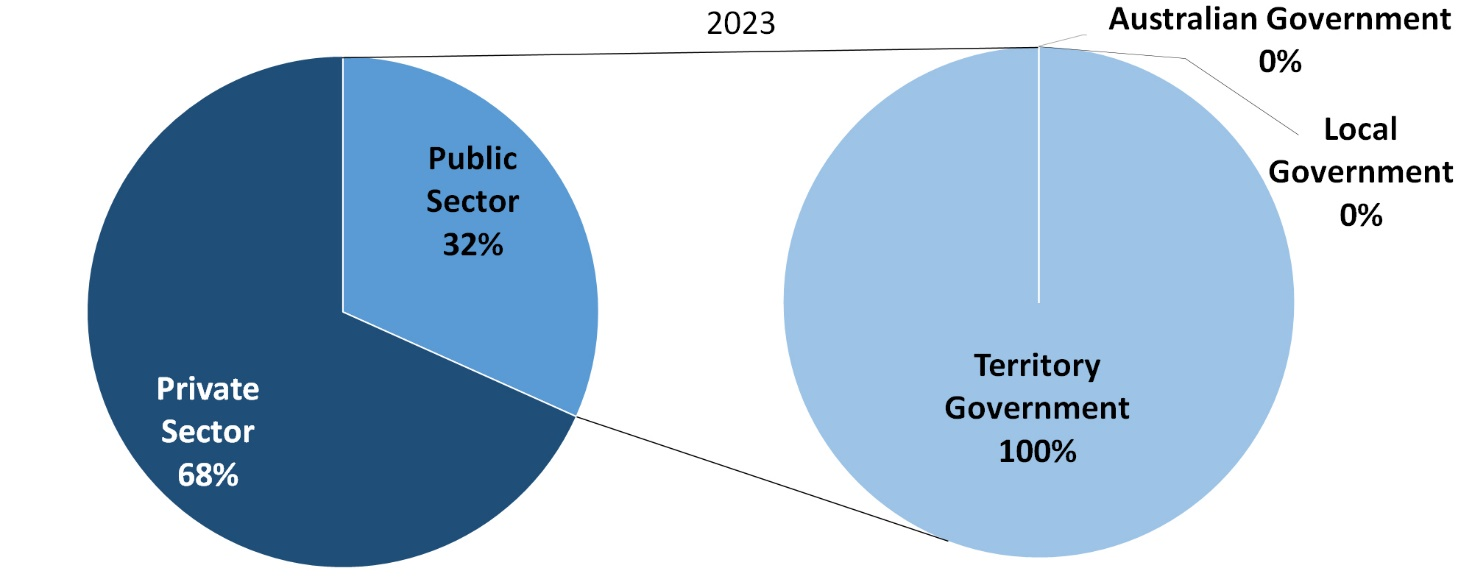 2023
Public
Sector
32%
Private
Sector
68%
Australian Government
0%
Local
Government
0%
Territory
Government
100%